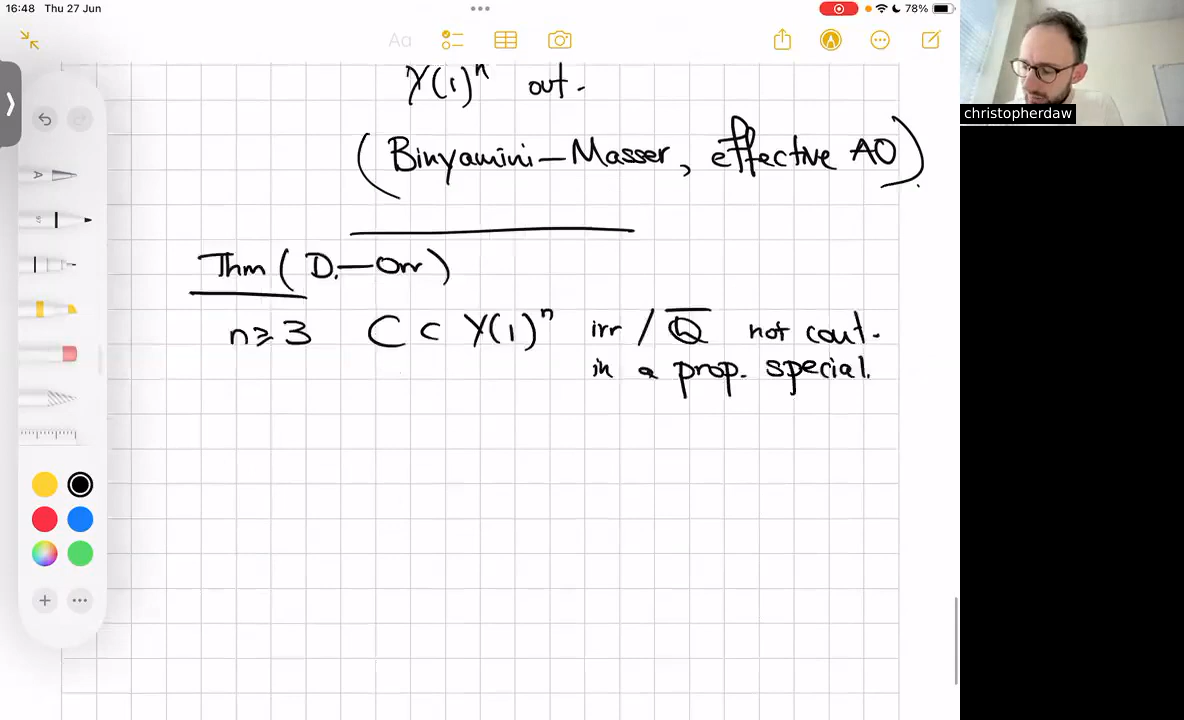 16:48 Thu 27 Jun
78%
Aa
christopherdaw
Y(1)ⁿ out.
(Binyamini–Masser, effective AO).
Thm (D.–Orr)
n ≥ 3 C ⊂ Y(1)ⁿ irr / Q̅ not cont.
in a prop. special.